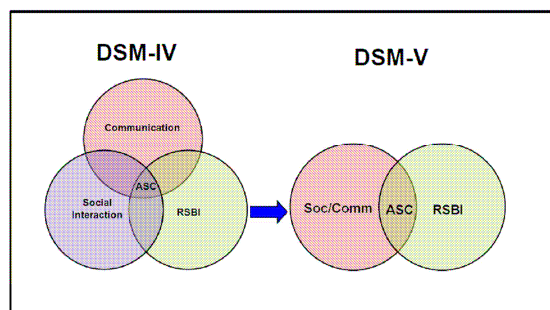 DSM-IV
DSM-V
Communication
ASC
Social
Interaction
RSBI
Soc/Comm
ASC
RSBI